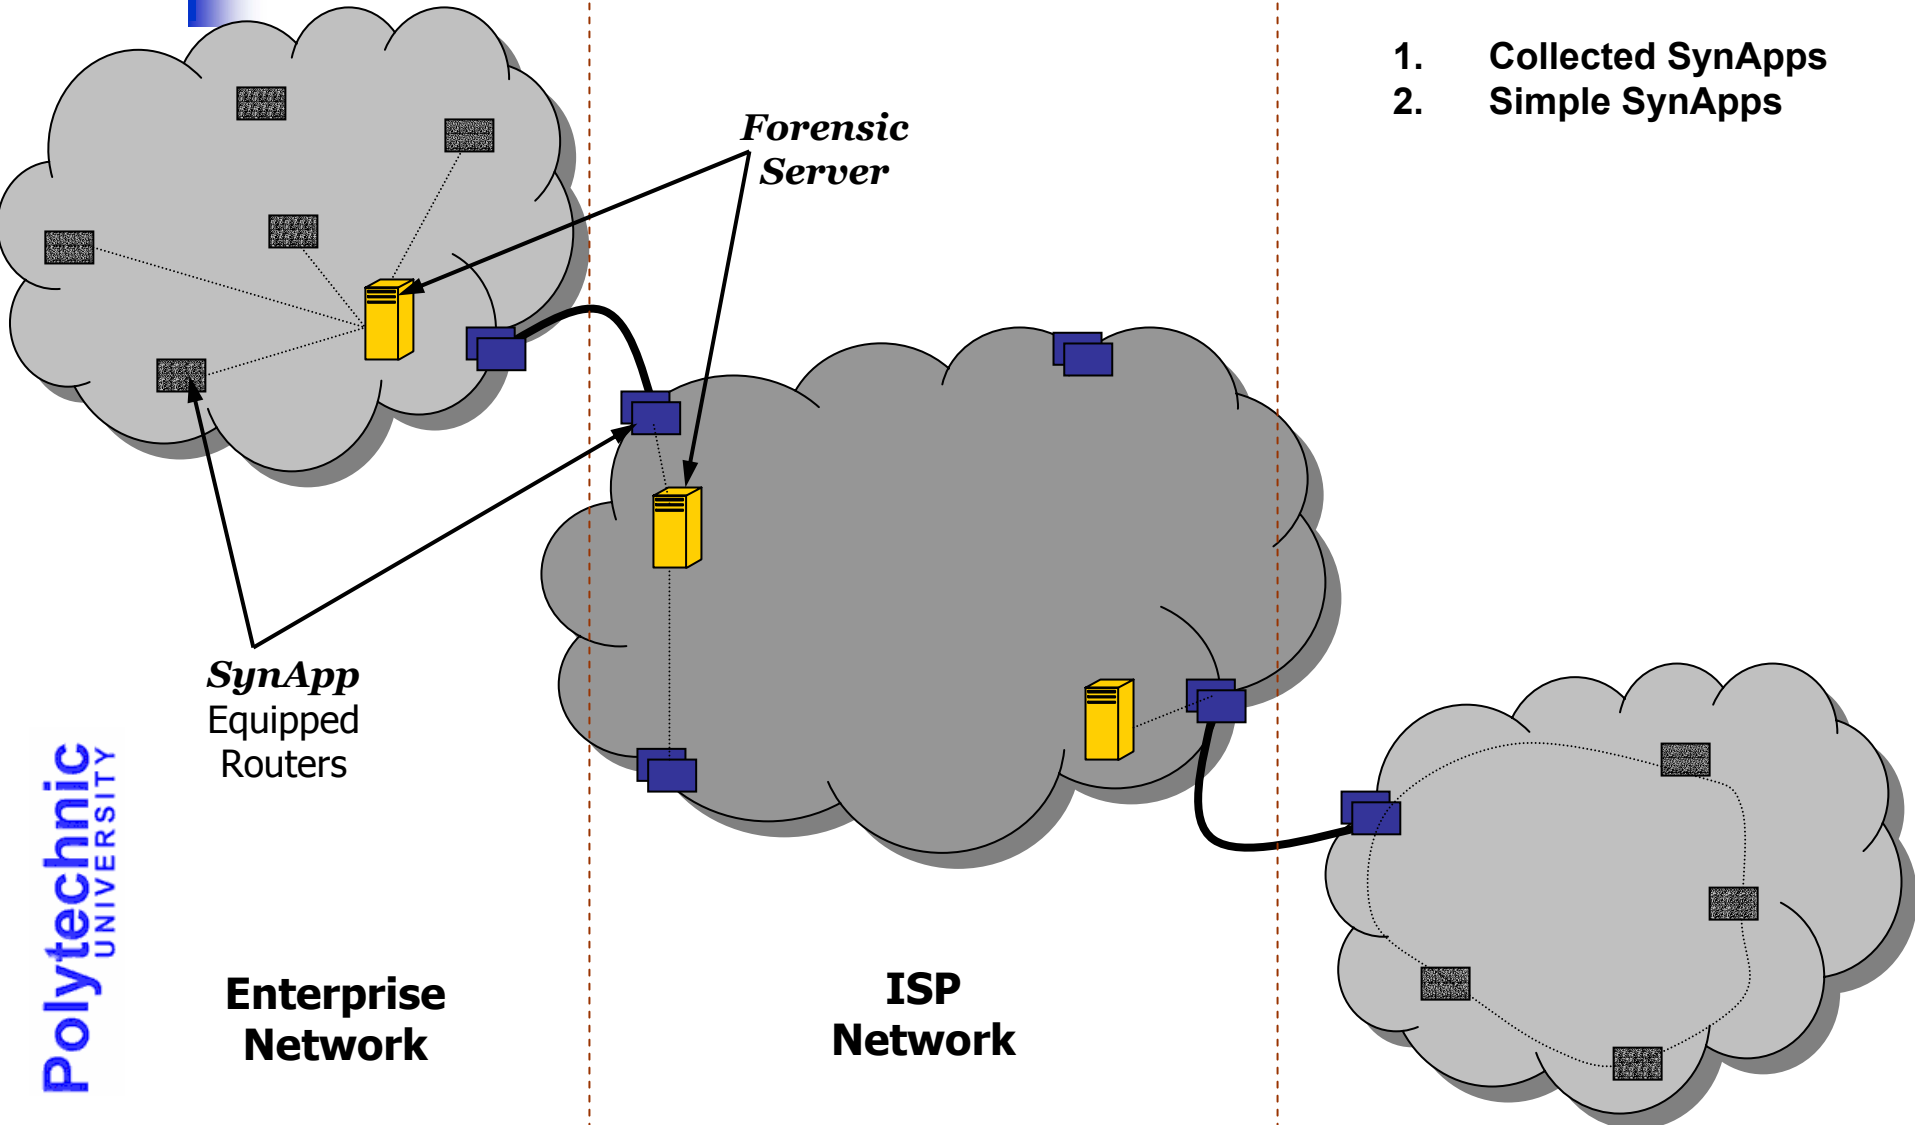 1. Collected SynApps
2. Simple SynApps
Forensic
Server
SynApp
Equipped
Routers
Polytechnic
UNIVERSITY
Enterprise
Network
ISP
Network